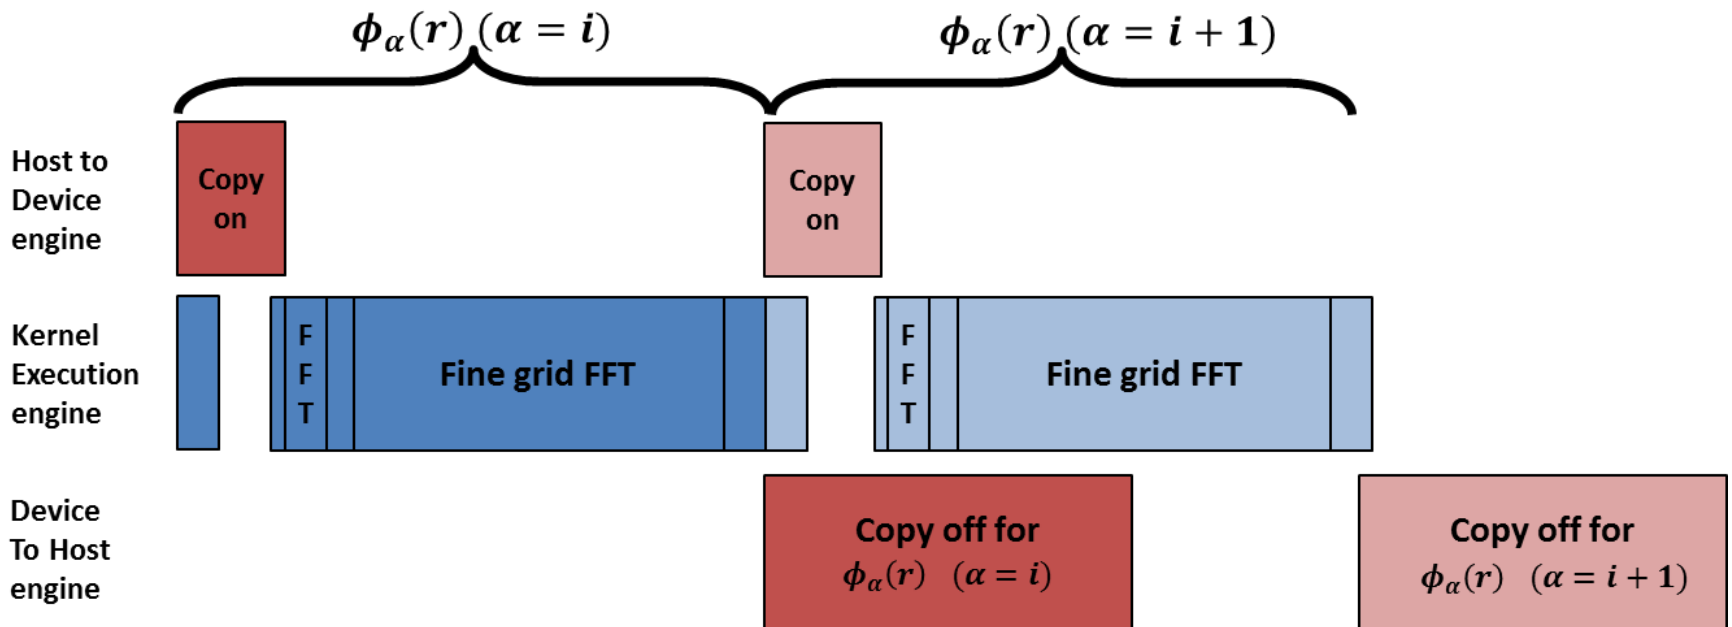 ϕα(r) (α = i)
ϕα(r) (α = i + 1)
Host to
Device
engine
Copy
on
Copy
on
Kernel
Execution
engine
F
F
T
Fine grid FFT
F
F
T
Fine grid FFT
Device
To Host
engine
Copy off for
ϕα(r) (α = i)
Copy off for
ϕα(r) (α = i + 1)